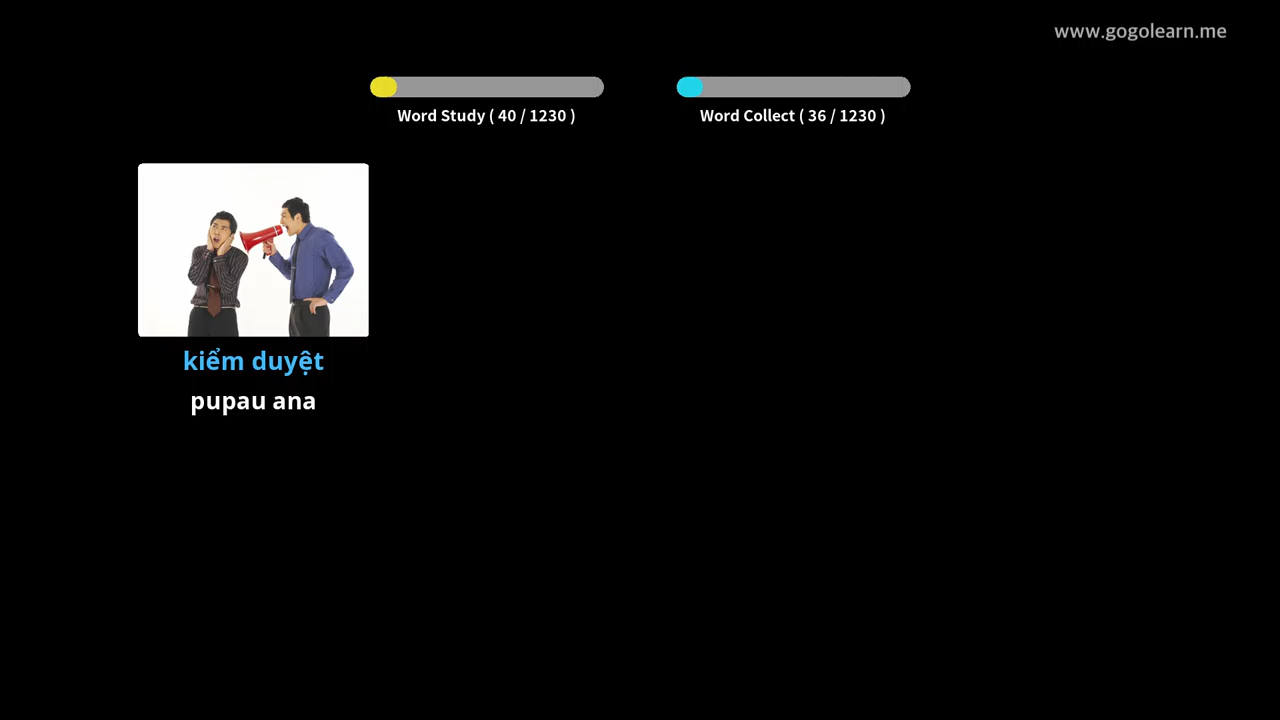 www.gogolearn.me
Word Study ( 40 / 1230 )
Word Collect ( 36 / 1230 )
kiểm duyệt
pupau ana